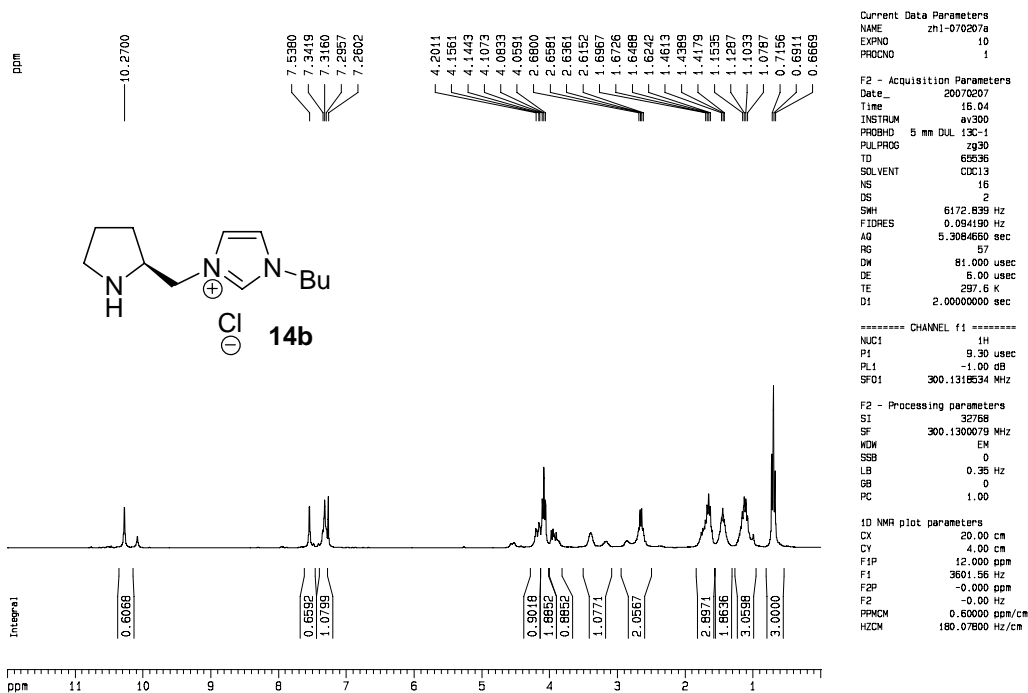 ppm
10.2700
7.5380
7.3419
7.3160
7.2957
7.2602
4.2011
4.1561
4.1443
4.1073
4.0833
4.0591
2.6800
2.6581
2.6361
2.6152
1.6967
1.6726
1.6488
1.6242
1.4613
1.4389
1.4179
1.1535
1.1287
1.1033
1.0787
0.7156
0.6911
0.6669
N
H
N
N
Bu
⊕
Cl
⊖
14b
Integral
0.6068
0.6592
1.0799
0.9018
1.8852
0.8852
1.0771
2.0567
2.8971
1.8636
3.0598
3.0000
ppm 11 10 9 8 7 6 5 4 3 2 1
Current Data Parameters
NAME zhl-070207a
EXPNO 10
PROCNO 1
F2 - Acquisition Parameters
Date_ 20070207
Time 16.04
INSTRUM av300
PROBHD 5 mm DUL 13C-1
PULPROG zg30
TD 65536
SOLVENT CDCl3
NS 16
DS 2
SWH 6172.839 Hz
FIDRES 0.094190 Hz
AQ 5.3084660 sec
RG 57
DW 81.000 usec
DE 6.00 usec
TE 297.6 K
D1 2.00000000 sec
======== CHANNEL f1 ========
NUC1 1H
P1 9.30 usec
PL1 -1.00 dB
SFO1 300.1318534 MHz
F2 - Processing parameters
SI 32768
SF 300.1300079 MHz
WDW EM
SSB 0
LB 0.35 Hz
GB 0
PC 1.00
1D NMR plot parameters
CX 20.00 cm
CY 4.00 cm
F1P 12.000 ppm
F1 3601.56 Hz
F2P -0.000 ppm
F2 -0.00 Hz
PPMCM 0.60000 ppm/cm
HZCM 180.07800 Hz/cm